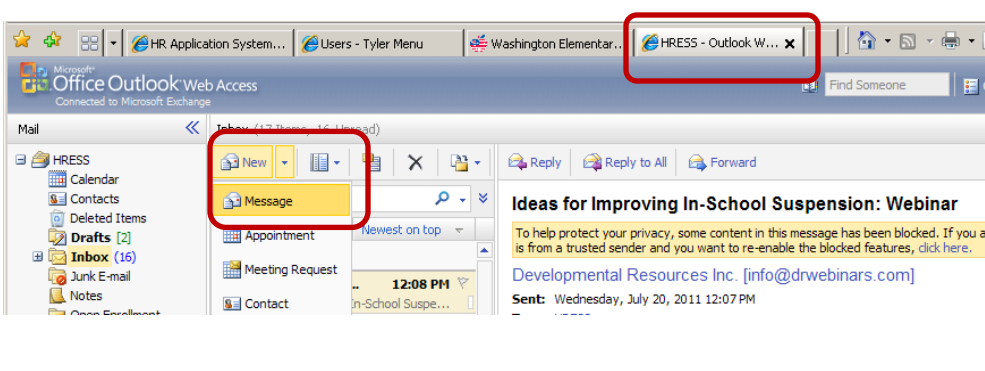 HR Application System...
Users - Tyler Menu
Washington Elementar...
HRESS - Outlook W...
Microsoft
Office Outlook Web Access
Connected to Microsoft Exchange
Find Someone
Mail
Inbox (17 Items, 16 Unread)
HRESS
Calendar
Contacts
Deleted Items
Drafts [2]
Inbox (16)
Junk E-mail
Notes
Open Enrollment
New
Message
Appointment
Meeting Request
Contact
Newest on top
12:08 PM
In-School Suspe...
Reply
Reply to All
Forward
Ideas for Improving In-School Suspension: Webinar
To help protect your privacy, some content in this message has been blocked. If you a
is from a trusted sender and you want to re-enable the blocked features, click here.
Developmental Resources Inc. [info@drwebinars.com]
Sent: Wednesday, July 20, 2011 12:07 PM